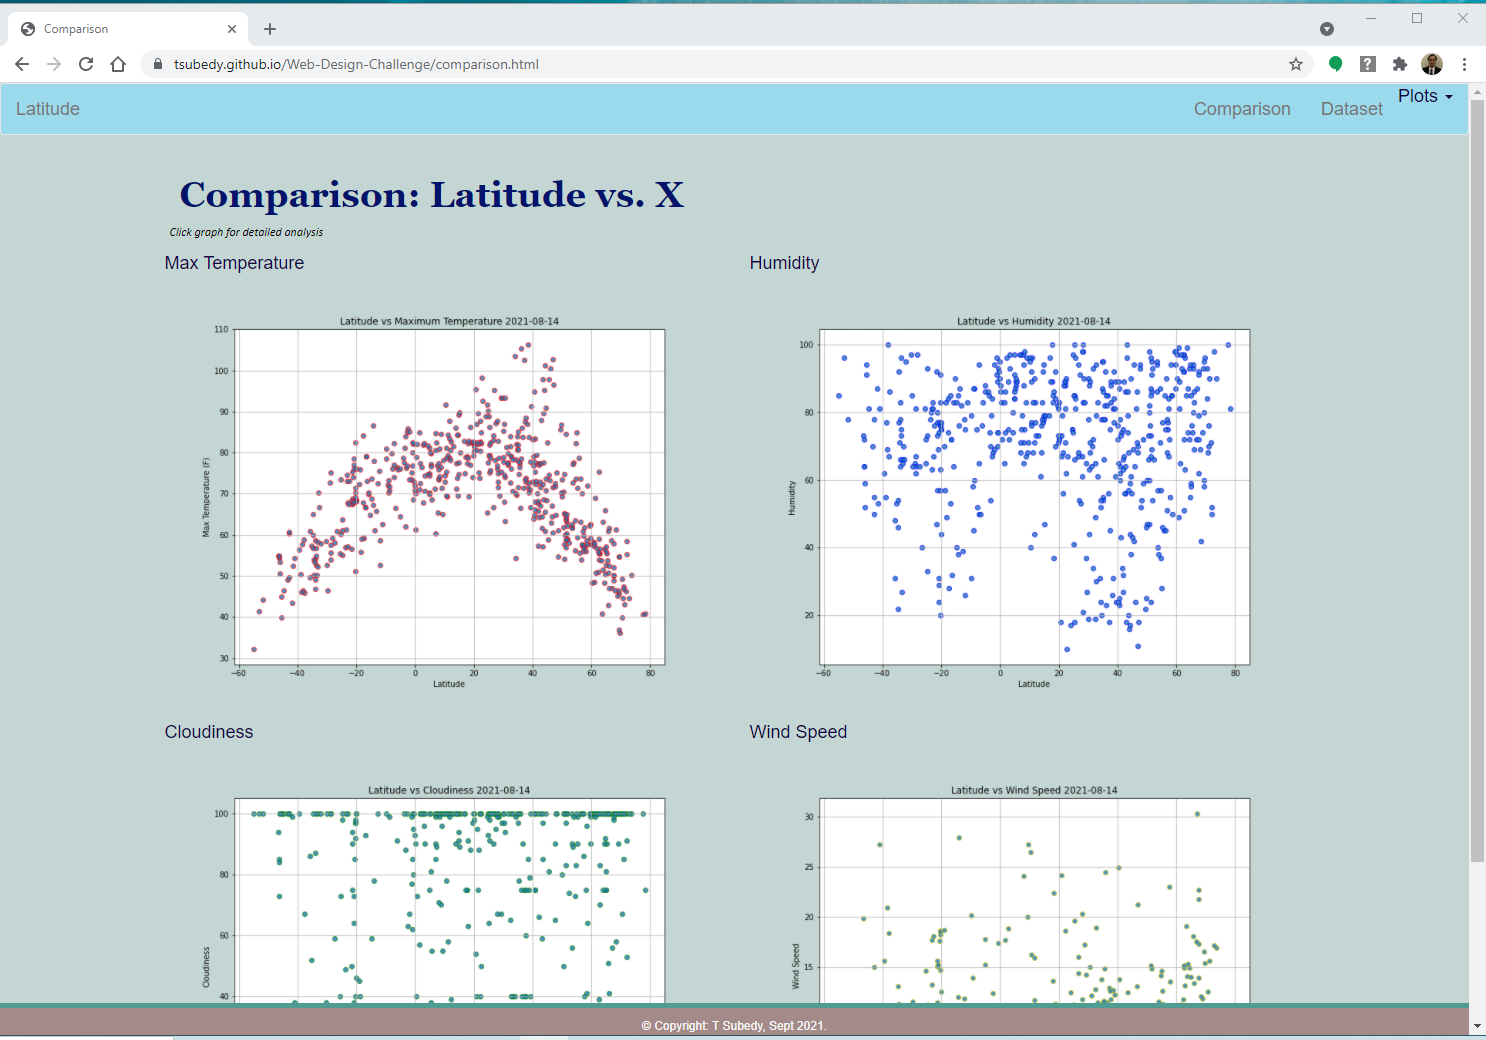 Comparison
tsubedy.github.io/Web-Design-Challenge/comparison.html
Latitude
Comparison
Dataset
Plots
Comparison: Latitude vs. X
Click graph for detailed analysis
Max Temperature
Latitude vs Maximum Temperature 2021-08-14
110
100
90
80
70
60
50
40
30
Max Temperature (F)
−60 −40 −20 0 20 40 60 80
Latitude
Humidity
Latitude vs Humidity 2021-08-14
100
80
60
40
20
Humidity
−60 −40 −20 0 20 40 60 80
Latitude
Cloudiness
Latitude vs Cloudiness 2021-08-14
100
80
60
40
Cloudiness
Wind Speed
Latitude vs Wind Speed 2021-08-14
30
25
20
15
Wind Speed
© Copyright: T Subedy, Sept 2021.